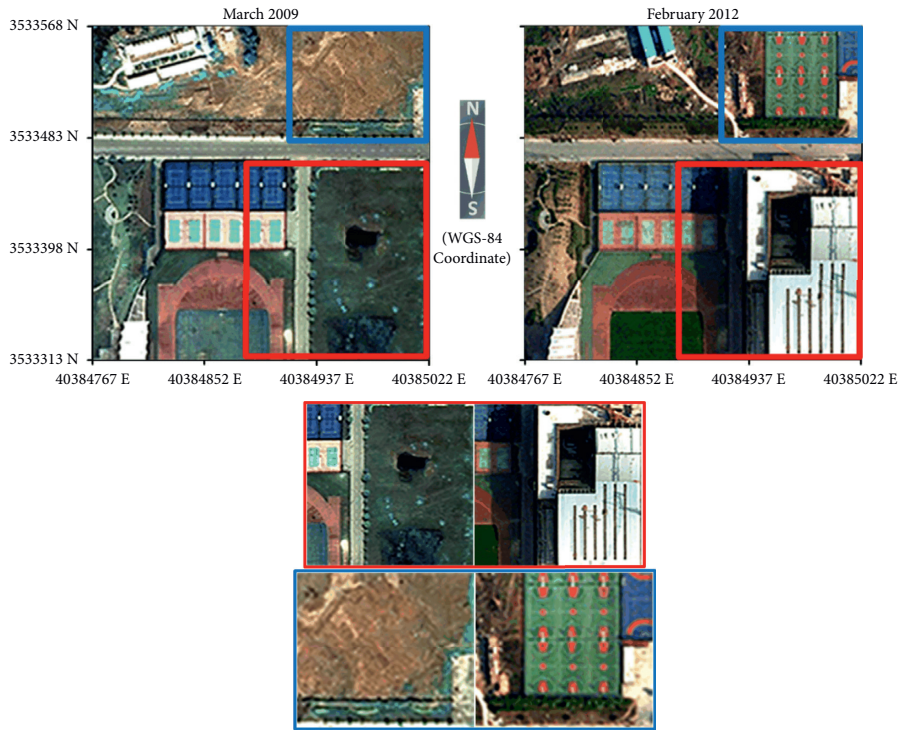 March 2009
February 2012
3533568 N
3533483 N
3533398 N
3533313 N
N
S
(WGS-84
Coordinate)
40384767 E
40384852 E
40384937 E
40385022 E
40384767 E
40384852 E
40384937 E
40385022 E